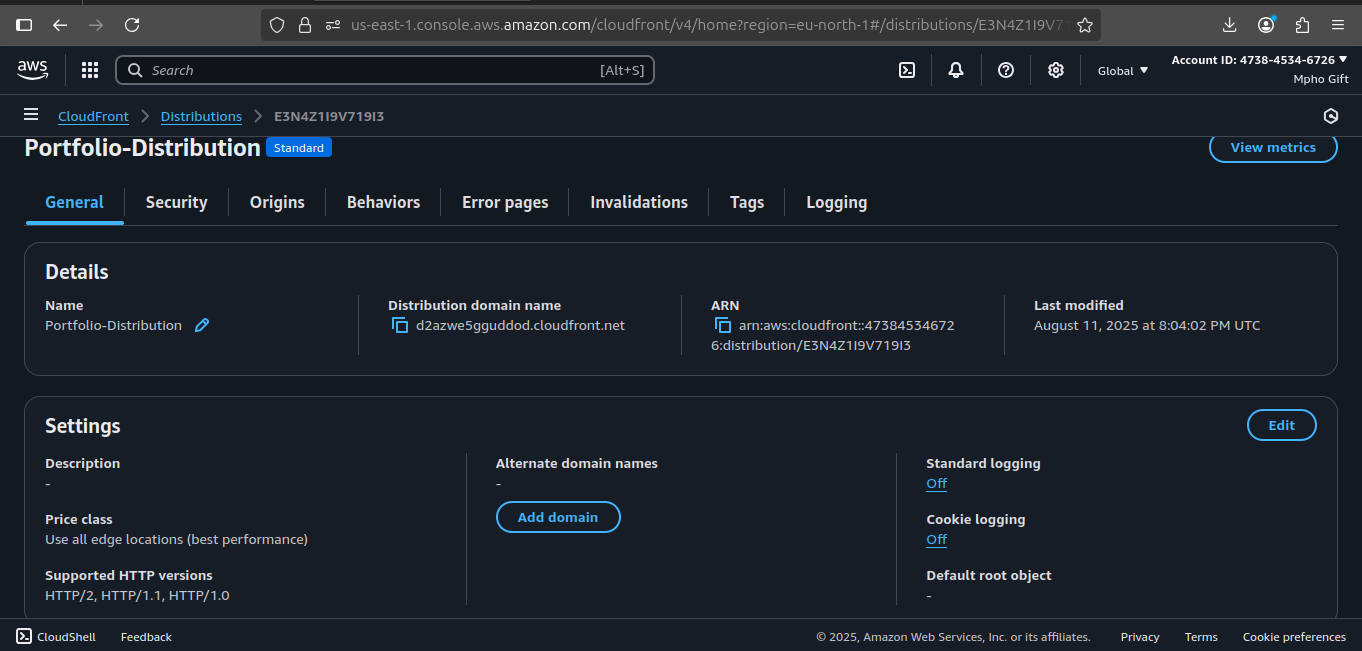 us-east-1.console.aws.amazon.com/cloudfront/v4/home?region=eu-north-1#/distributions/E3N4Z1I9V7
aws
Search [Alt+S]
Global
Account ID: 4738-4534-6726
Mpho Gift
CloudFront
Distributions
E3N4Z1I9V719I3
Portfolio-Distribution Standard
View metrics
General Security Origins Behaviors Error pages Invalidations Tags Logging
Details
Name
Portfolio-Distribution
Distribution domain name
d2azwe5gguddod.cloudfront.net
ARN
arn:aws:cloudfront::47384534672
6:distribution/E3N4Z1I9V719I3
Last modified
August 11, 2025 at 8:04:02 PM UTC
Settings
Edit
Description
-
Price class
Use all edge locations (best performance)
Supported HTTP versions
HTTP/2, HTTP/1.1, HTTP/1.0
Alternate domain names
-
Add domain
Standard logging
Off
Cookie logging
Off
Default root object
-
CloudShell Feedback
© 2025, Amazon Web Services, Inc. or its affiliates. Privacy Terms Cookie preferences